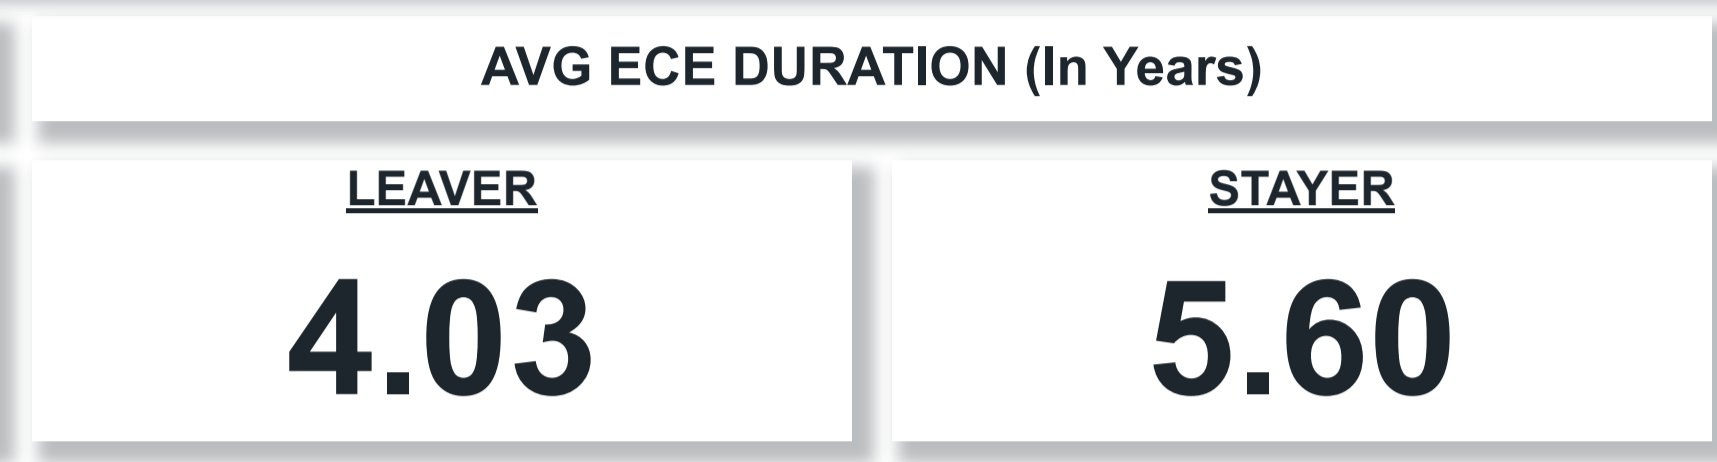 AVG ECE DURATION (In Years)
LEAVER
4.03
STAYER
5.60